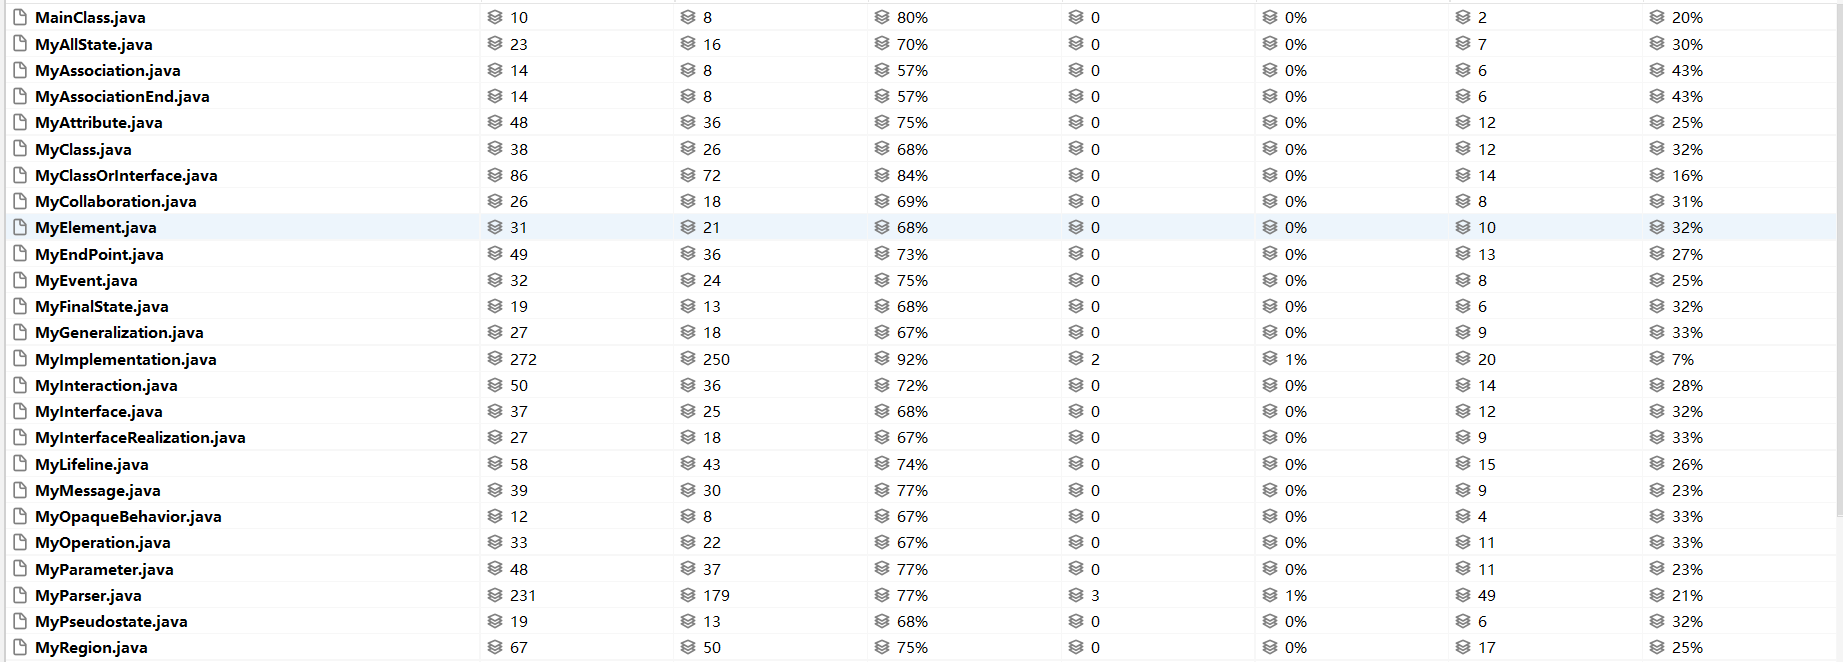 MainClass.java 10 8 80% 0 0% 2 20%
MyAllState.java 23 16 70% 0 0% 7 30%
MyAssociation.java 14 8 57% 0 0% 6 43%
MyAssociationEnd.java 14 8 57% 0 0% 6 43%
MyAttribute.java 48 36 75% 0 0% 12 25%
MyClass.java 38 26 68% 0 0% 12 32%
MyClassOrInterface.java 86 72 84% 0 0% 14 16%
MyCollaboration.java 26 18 69% 0 0% 8 31%
MyElement.java 31 21 68% 0 0% 10 32%
MyEndPoint.java 49 36 73% 0 0% 13 27%
MyEvent.java 32 24 75% 0 0% 8 25%
MyFinalState.java 19 13 68% 0 0% 6 32%
MyGeneralization.java 27 18 67% 0 0% 9 33%
MyImplementation.java 272 250 92% 2 1% 20 7%
MyInteraction.java 50 36 72% 0 0% 14 28%
MyInterface.java 37 25 68% 0 0% 12 32%
MyInterfaceRealization.java 27 18 67% 0 0% 9 33%
MyLifeline.java 58 43 74% 0 0% 15 26%
MyMessage.java 39 30 77% 0 0% 9 23%
MyOpaqueBehavior.java 12 8 67% 0 0% 4 33%
MyOperation.java 33 22 67% 0 0% 11 33%
MyParameter.java 48 37 77% 0 0% 11 23%
MyParser.java 231 179 77% 3 1% 49 21%
MyPseudostate.java 19 13 68% 0 0% 6 32%
MyRegion.java 67 50 75% 0 0% 17 25%